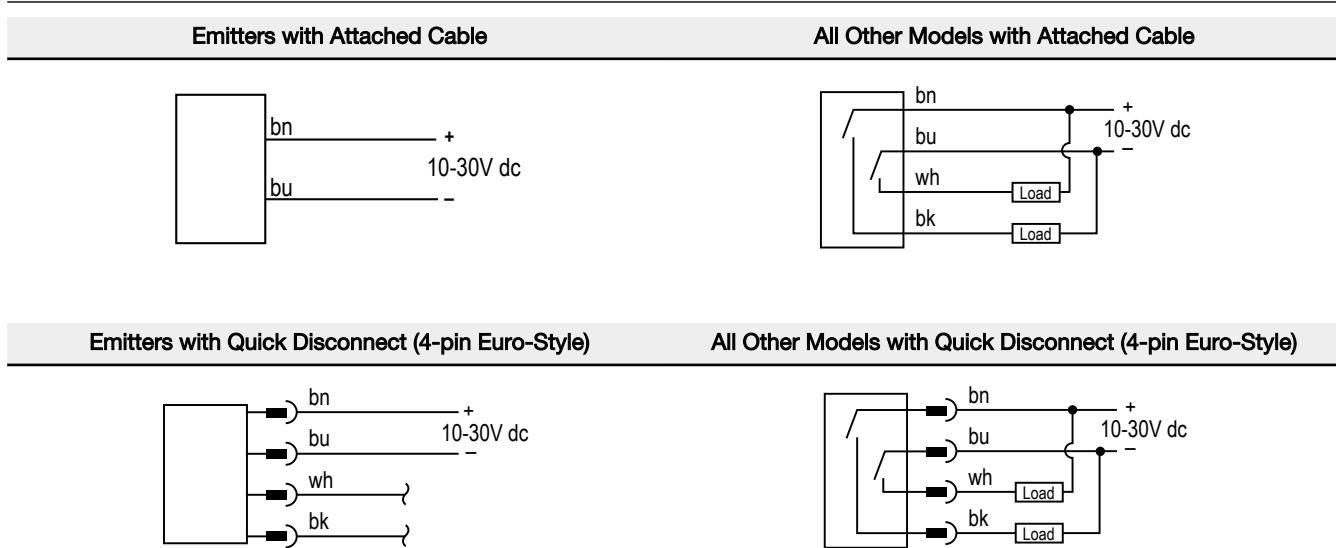 Emitters with Attached Cable
All Other Models with Attached Cable
bn
+
10-30V dc
bu
–
bn
+
10-30V dc
bu
–
wh
Load
bk
Load
Emitters with Quick Disconnect (4-pin Euro-Style)
All Other Models with Quick Disconnect (4-pin Euro-Style)
bn
+
10-30V dc
bu
–
wh
bk
bn
+
10-30V dc
bu
–
wh
Load
bk
Load